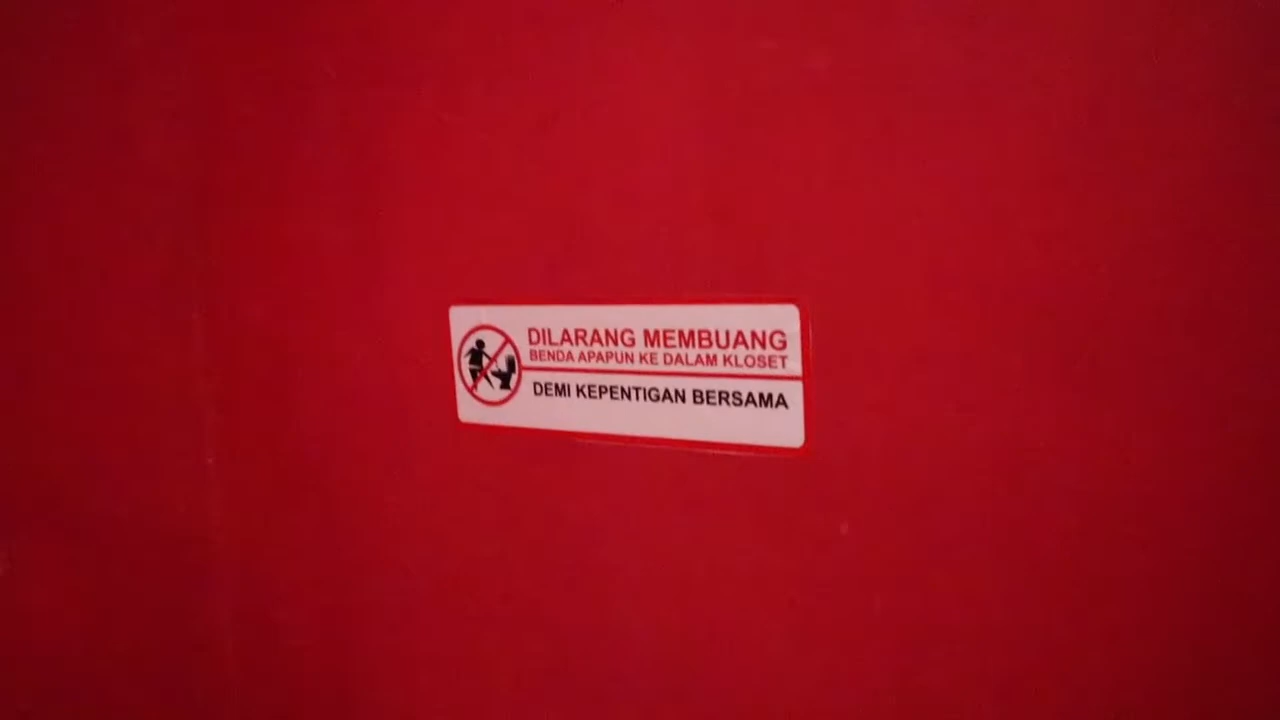 DILARANG MEMBUANG
BENDA APAPUN KE DALAM KLOSET
DEMI KEPENTIGAN BERSAMA